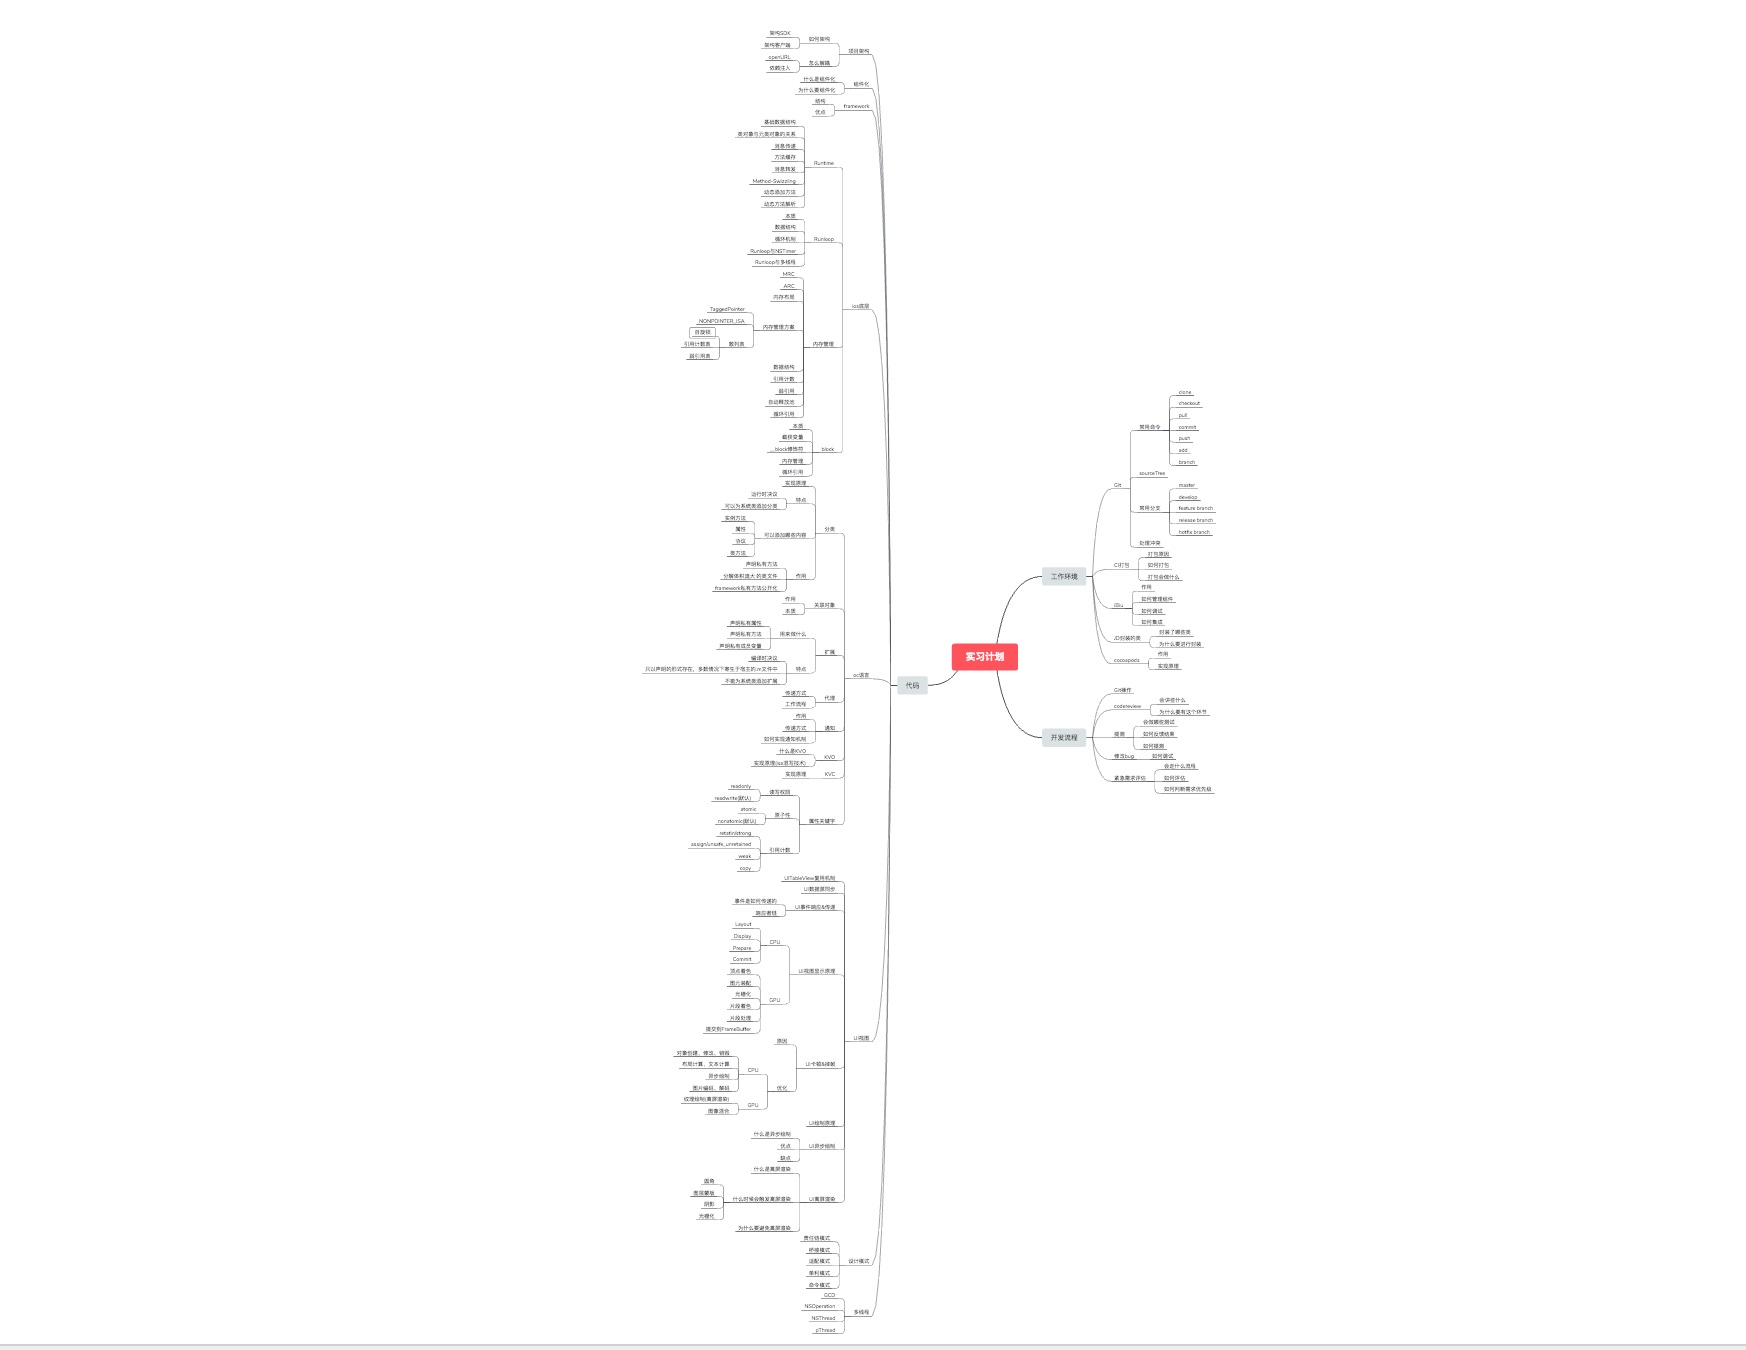 实习计划
工作环境
Git
常用命令
clone
checkout
pull
commit
push
add
branch
sourceTree
常用分支
master
develop
feature branch
release branch
hotfix branch
处理冲突
CI打包
打包原因
如何打包
打包会做什么
iBiu
作用
如何管理组件
如何调试
如何集成
JD封装的类
封装了哪些类
为什么要进行封装
cocoapods
作用
实现原理
开发流程
Git操作
codereview
会讲些什么
为什么要有这个环节
提测
会做哪些测试
如何反馈结果
如何提测
修改bug
如何调试
紧急需求评估
会走什么流程
如何评估
如何判断需求优先级
代码
项目架构
如何架构
架构SDK
架构客户端
怎么解耦
openURL
依赖注入
组件化
什么是组件化
为什么要组件化
framework
结构
优点
ios底层
Runtime
基础数据结构
类对象与元类对象的关系
消息传递
方法缓存
消息转发
Method-Swizzling
动态添加方法
动态方法解析
Runloop
本质
数据结构
循环机制
Runloop与NSTimer
Runloop与多线程
内存管理
MRC
ARC
内存布局
内存管理方案
TaggedPointer
NONPOINTER_ISA
散列表
自旋锁
引用计数表
弱引用表
数据结构
引用计数
弱引用
自动释放池
循环引用
block
本质
截获变量
__block修饰符
内存管理
循环引用
oc语言
分类
实现原理
特点
运行时决议
可以为系统类添加分类
可以添加哪些内容
实例方法
属性
协议
类方法
作用
声明私有方法
分解体积庞大的类文件
framework私有方法公开化
关联对象
作用
本质
扩展
用来做什么
声明私有属性
声明私有方法
声明私有成员变量
特点
编译时决议
只以声明的形式存在，多数情况下寄生于宿主的.m文件中
不能为系统类添加扩展
代理
传递方式
工作流程
通知
作用
传递方式
如何实现通知机制
KVO
什么是KVO
实现原理(isa混写技术)
KVC
实现原理
属性关键字
读写权限
readonly
readwrite(默认)
原子性
atomic
nonatomic(默认)
引用计数
retatin/strong
assign/unsafe_unretained
weak
copy
UI视图
UITableView复用机制
UI数据源同步
UI事件响应&传递
事件是如何传递的
响应者链
UI视图显示原理
CPU
Layout
Display
Prepare
Commit
GPU
顶点着色
图元装配
光栅化
片段着色
片段处理
提交到FrameBuffer
UI卡顿&掉帧
原因
优化
CPU
对象创建、修改、销毁
布局计算、文本计算
异步绘制
图片编码、解码
GPU
纹理绘制(离屏渲染)
图像混合
UI绘制原理
UI异步绘制
什么是异步绘制
优点
缺点
UI离屏渲染
什么是离屏渲染
什么时候会触发离屏渲染
圆角
图层蒙版
阴影
光栅化
为什么要避免离屏渲染
设计模式
责任链模式
桥接模式
适配模式
单利模式
命令模式
多线程
GCD
NSOperation
NSThread
pThread